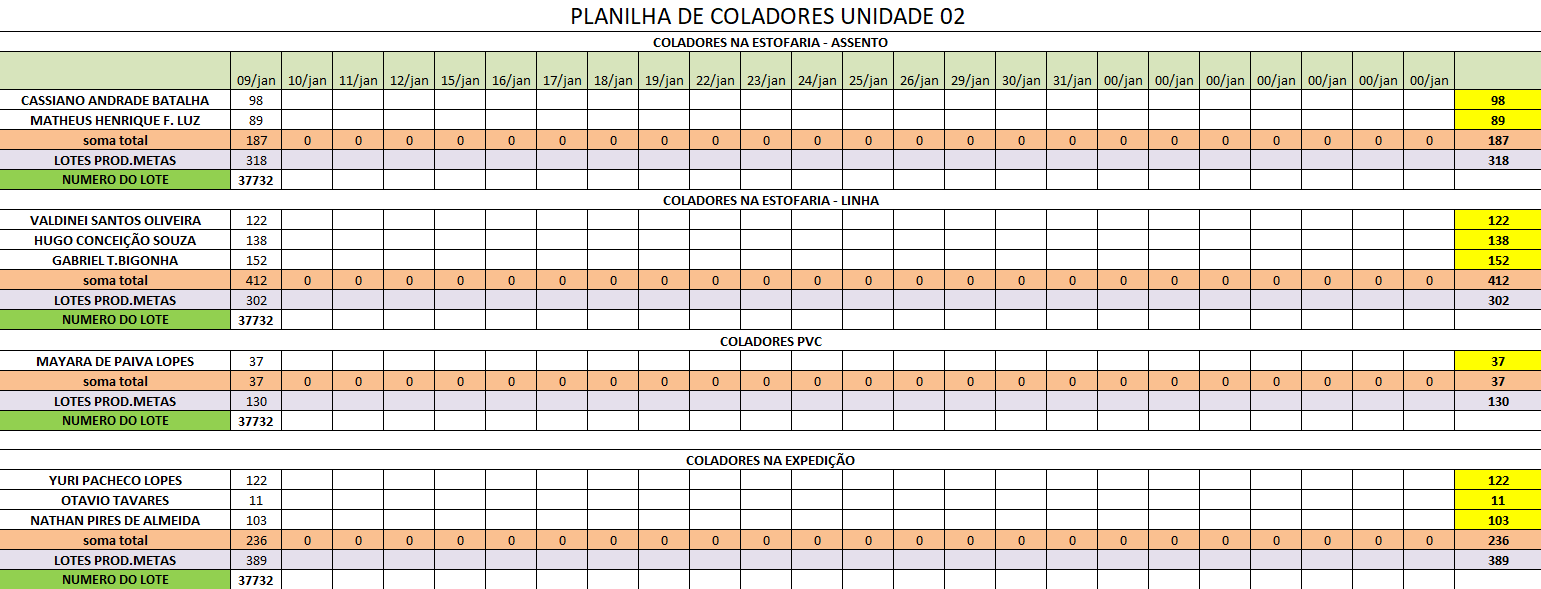 PLANILHA DE COLADORES UNIDADE 02
COLADORES NA ESTOFARIA - ASSENTO
09/jan 10/jan 11/jan 12/jan 15/jan 16/jan 17/jan 18/jan 19/jan 22/jan 23/jan 24/jan 25/jan 26/jan 29/jan 30/jan 31/jan 00/jan 00/jan 00/jan 00/jan 00/jan 00/jan 00/jan
CASSIANO ANDRADE BATALHA 98 98
MATHEUS HENRIQUE F. LUZ 89 89
soma total 187 0 0 0 0 0 0 0 0 0 0 0 0 0 0 0 0 0 0 0 0 0 0 0 187
LOTES PROD.METAS 318 318
NUMERO DO LOTE 37732
COLADORES NA ESTOFARIA - LINHA
VALDINEI SANTOS OLIVEIRA 122 122
HUGO CONCEIÇÃO SOUZA 138 138
GABRIEL T.BIGONHA 152 152
soma total 412 0 0 0 0 0 0 0 0 0 0 0 0 0 0 0 0 0 0 0 0 0 0 0 412
LOTES PROD.METAS 302 302
NUMERO DO LOTE 37732
COLADORES PVC
MAYARA DE PAIVA LOPES 37 37
soma total 37 0 0 0 0 0 0 0 0 0 0 0 0 0 0 0 0 0 0 0 0 0 0 0 37
LOTES PROD.METAS 130 130
NUMERO DO LOTE 37732
COLADORES NA EXPEDIÇÃO
YURI PACHECO LOPES 122 122
OTAVIO TAVARES 11 11
NATHAN PIRES DE ALMEIDA 103 103
soma total 236 0 0 0 0 0 0 0 0 0 0 0 0 0 0 0 0 0 0 0 0 0 0 0 236
LOTES PROD.METAS 389 389
NUMERO DO LOTE 37732